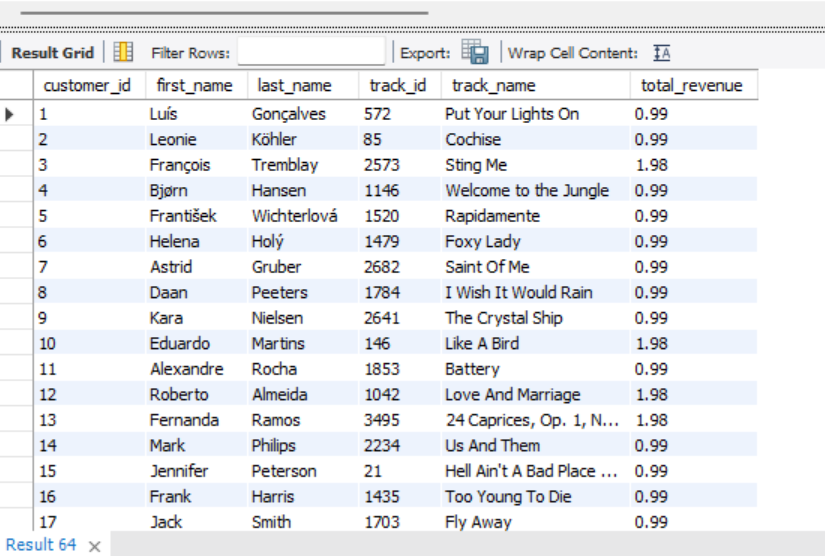 Result Grid Filter Rows: Export: Wrap Cell Content: IA
customer_id first_name last_name track_id track_name total_revenue
1 Luís Gonçalves 572 Put Your Lights On 0.99
2 Leonie Köhler 85 Cochise 0.99
3 François Tremblay 2573 Sting Me 1.98
4 Bjørn Hansen 1146 Welcome to the Jungle 0.99
5 František Wichterlová 1520 Rapidamente 0.99
6 Helena Holý 1479 Foxy Lady 0.99
7 Astrid Gruber 2682 Saint Of Me 0.99
8 Daan Peeters 1784 I Wish It Would Rain 0.99
9 Kara Nielsen 2641 The Crystal Ship 0.99
10 Eduardo Martins 146 Like A Bird 1.98
11 Alexandre Rocha 1853 Battery 0.99
12 Roberto Almeida 1042 Love And Marriage 1.98
13 Fernanda Ramos 3495 24 Caprices, Op. 1, N... 1.98
14 Mark Philips 2234 Us And Them 0.99
15 Jennifer Peterson 21 Hell Ain't A Bad Place ... 0.99
16 Frank Harris 1435 Too Young To Die 0.99
17 Jack Smith 1703 Fly Away 0.99
Result 64